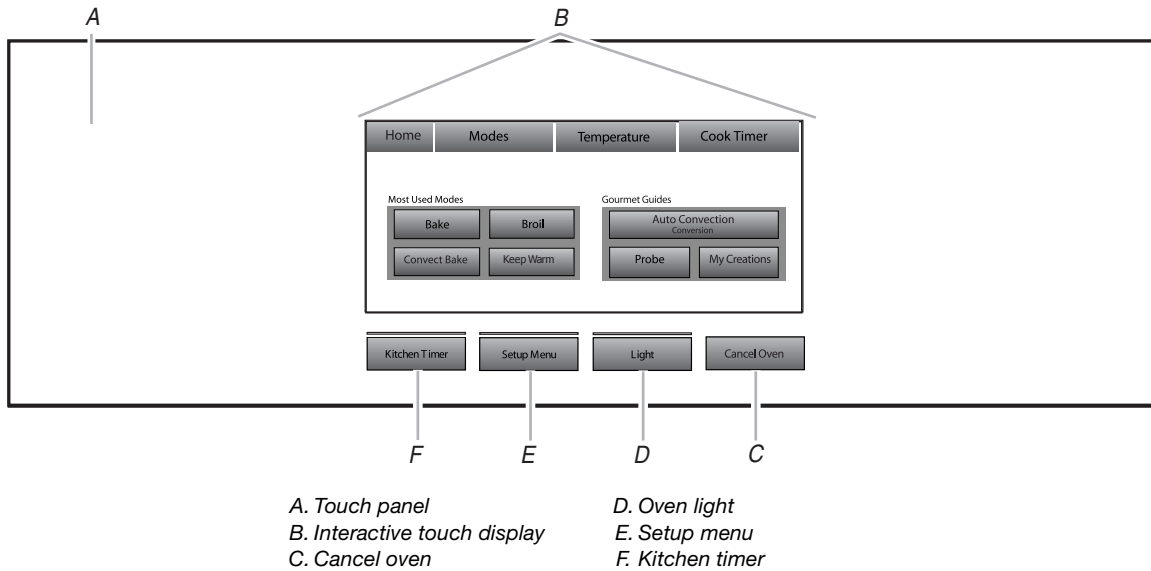 A B
Home Modes Temperature Cook Timer
Most Used Modes Gourmet Guides
Bake Broil Auto Convection
Conversion
Convect Bake Keep Warm Probe My Creations
Kitchen Timer Setup Menu Light Cancel Oven
F E D C
A. Touch panel D. Oven light
B. Interactive touch display E. Setup menu
C. Cancel oven F. Kitchen timer